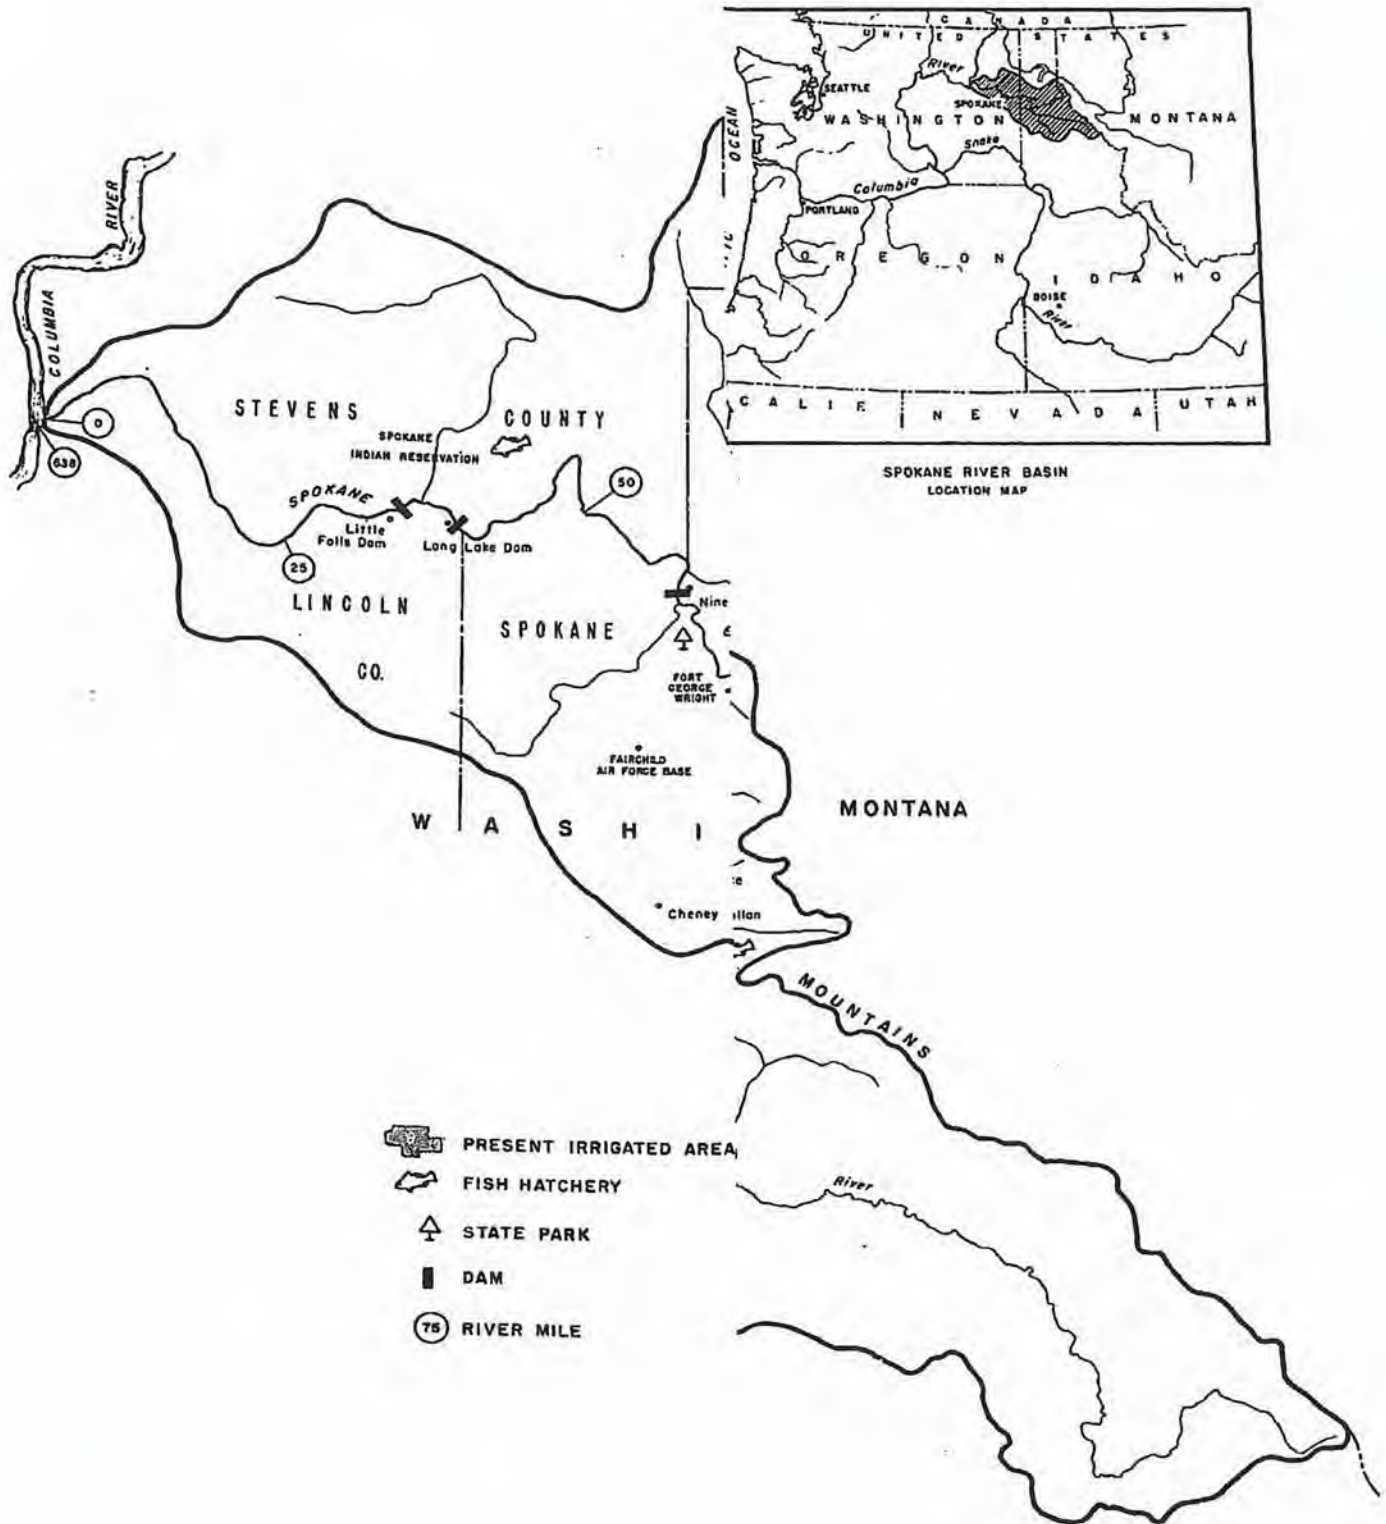 CANADA
UNITED STATES
River
SEATTLE
SPOKANE
WASHINGTON
MONTANA
OCEAN
Snake
Columbia
PORTLAND
OREGON
IDAHO
BOISE
River
CALIF.
NEVADA
UTAH
SPOKANE RIVER BASIN
LOCATION MAP
RIVER
COLUMBIA
0
638
STEVENS COUNTY
SPOKANE
INDIAN RESERVATION
50
SPOKANE
Little
Falls Dam
Long Lake Dam
25
LINCOLN
CO.
SPOKANE
Nine
FORT
GEORGE
WRIGHT
FAIRCHILD
AIR FORCE BASE
WASHI
MONTANA
Cheney
MOUNTAINS
River
PRESENT IRRIGATED AREA
FISH HATCHERY
STATE PARK
DAM
75 RIVER MILE